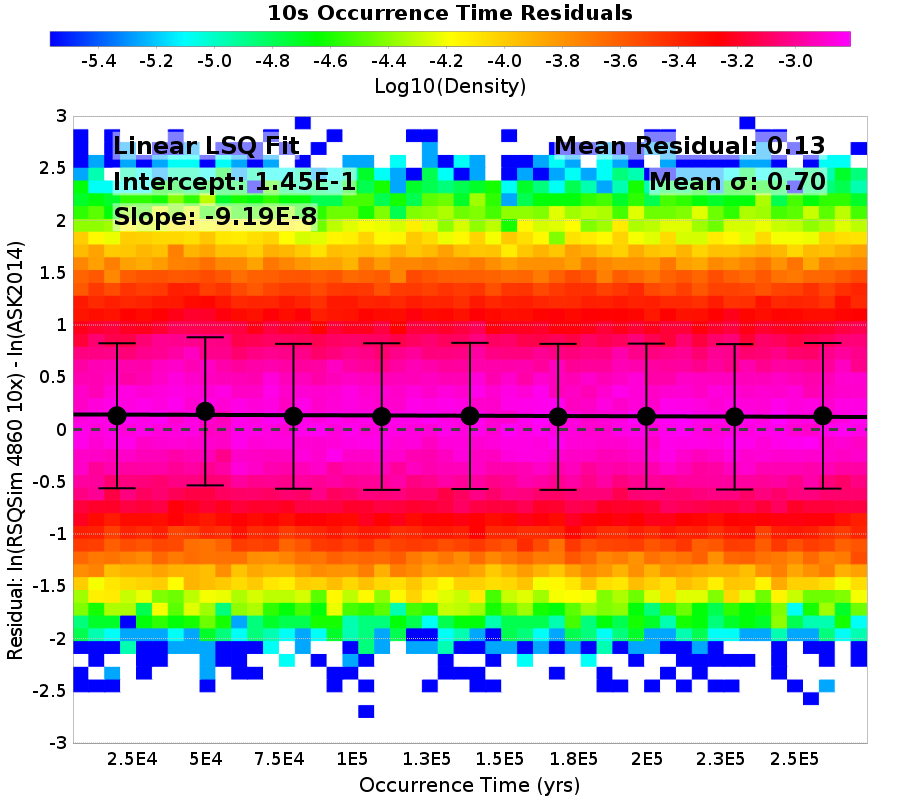 10s Occurrence Time Residuals
-5.4 -5.2 -5.0 -4.8 -4.6 -4.4 -4.2 -4.0 -3.8 -3.6 -3.4 -3.2 -3.0
Log10(Density)
Residual: ln(RSQSim 4860 10x) - ln(ASK2014)
3
2.5
2
1.5
1
0.5
0
-0.5
-1
-1.5
-2
-2.5
-3
Linear LSQ Fit
Intercept: 1.45E-1
Slope: -9.19E-8
Mean Residual: 0.13
Mean σ: 0.70
2.5E4 5E4 7.5E4 1E5 1.3E5 1.5E5 1.8E5 2E5 2.3E5 2.5E5
Occurrence Time (yrs)